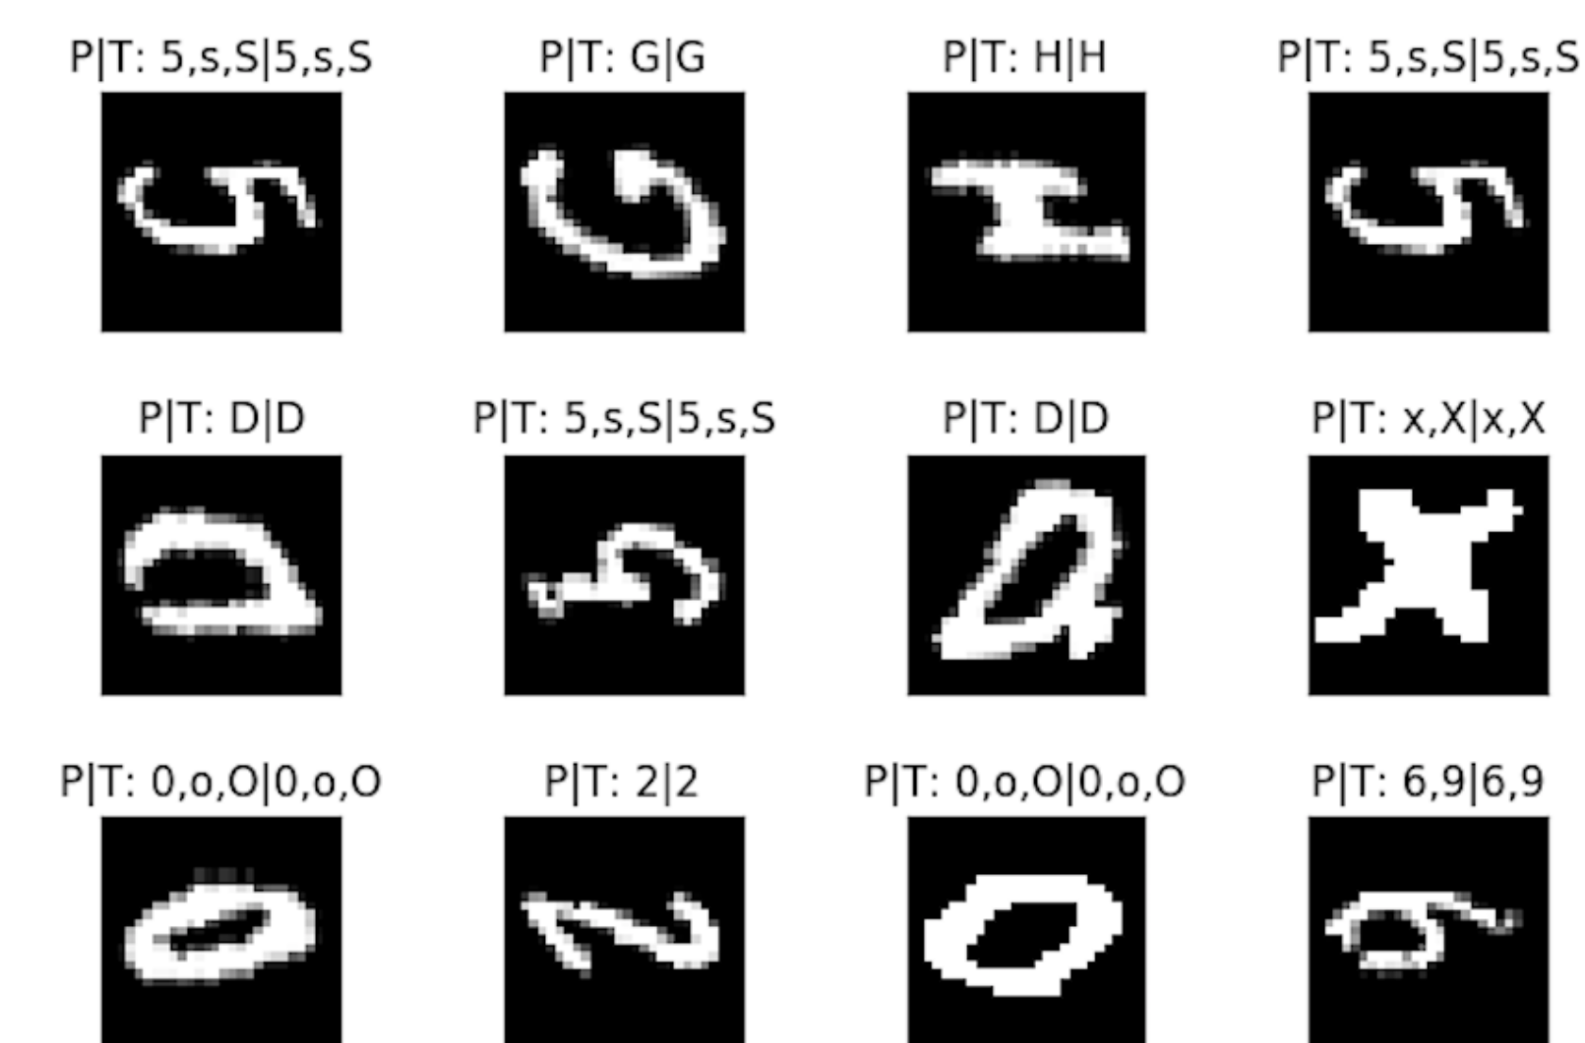 P|T: 5,s,S|5,s,S P|T: G|G P|T: H|H P|T: 5,s,S|5,s,S
P|T: D|D P|T: 5,s,S|5,s,S P|T: D|D P|T: x,X|x,X
P|T: 0,o,O|0,o,O P|T: 2|2 P|T: 0,o,O|0,o,O P|T: 6,9|6,9